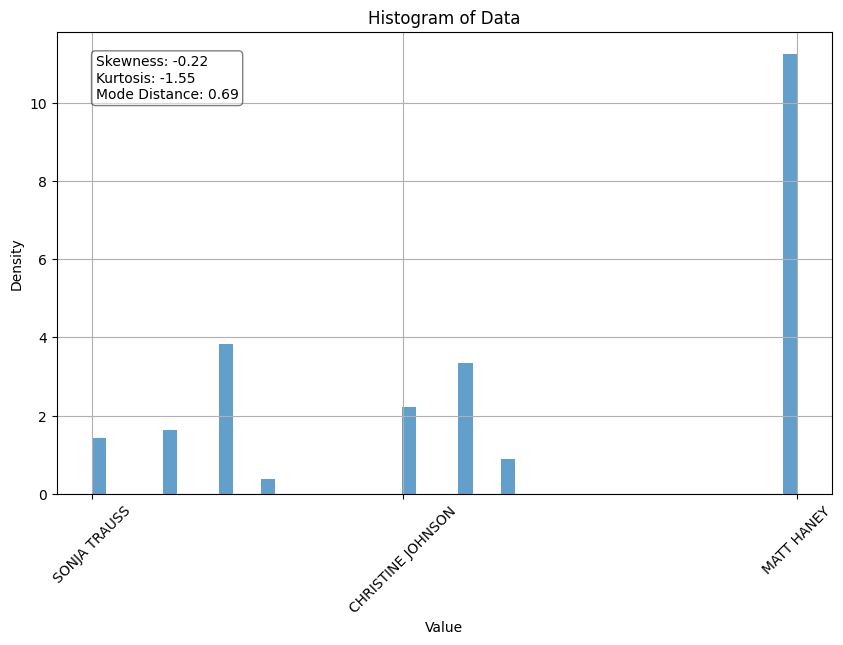 Histogram of Data
Skewness: -0.22
Kurtosis: -1.55
Mode Distance: 0.69
Density
10
8
6
4
2
0
SONJA TRAUSS
CHRISTINE JOHNSON
MATT HANEY
Value